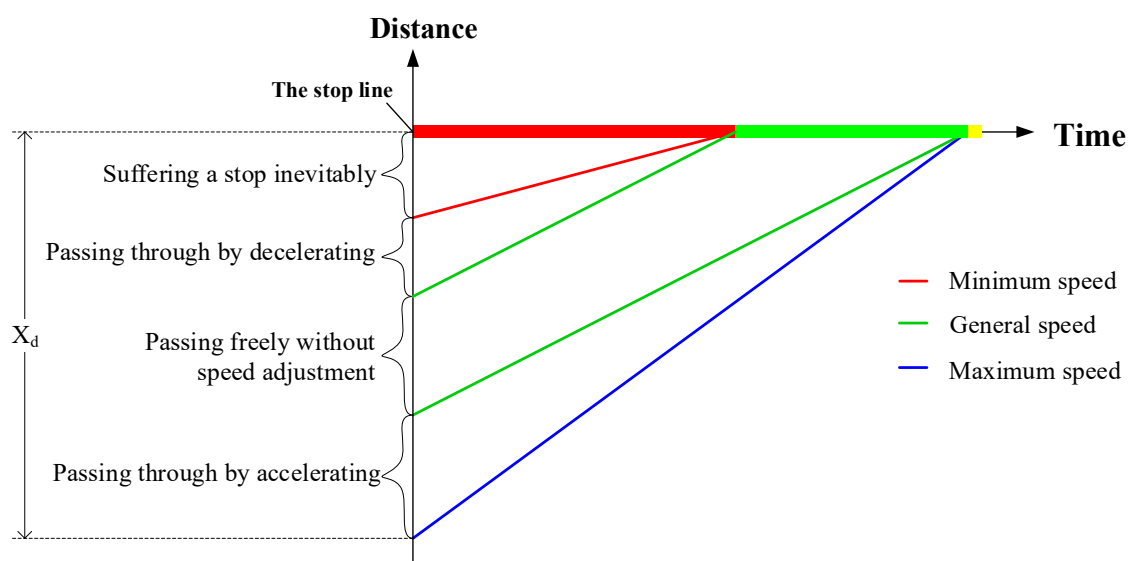 Distance
The stop line
Time
Suffering a stop inevitably
Passing through by decelerating
Minimum speed
General speed
X_d
Passing freely without
speed adjustment
Maximum speed
Passing through by accelerating